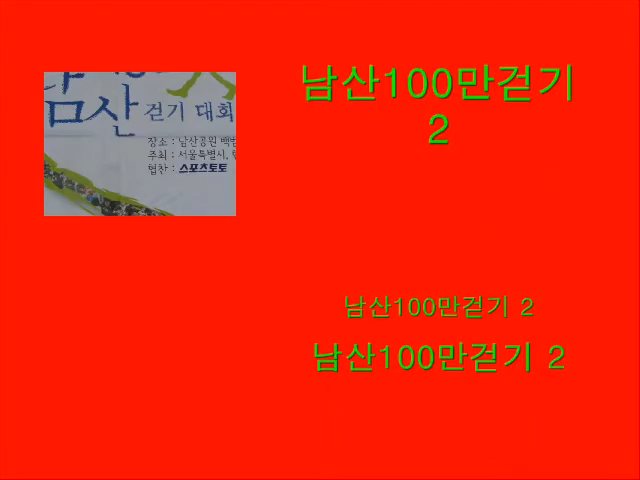 남산
걷기 대회
장소 : 남산공원
주최 : 서울특별시,
협찬 : 스포츠토토
남산100만걷기
2
남산100만걷기 2
남산100만걷기 2